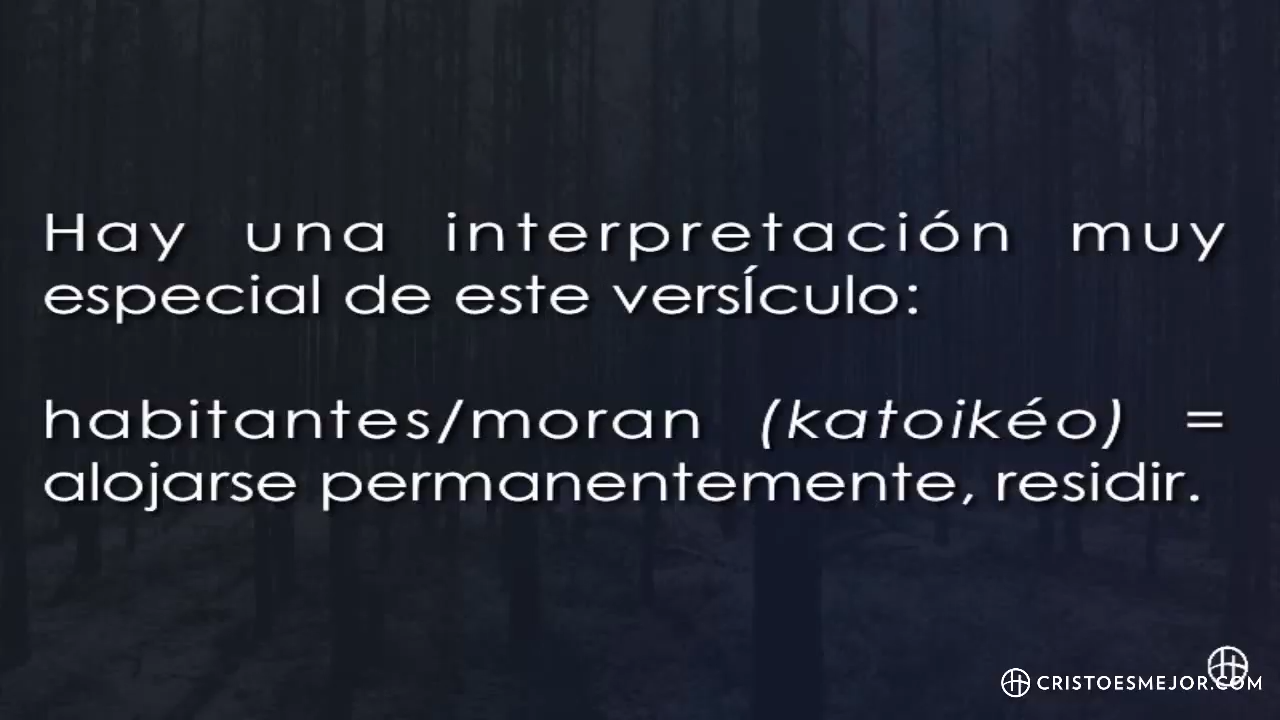 Hay una interpretación muy
especial de este versÍculo:
habitantes/moran (katoikéo) =
alojarse permanentemente, residir.
CRISTOESMEJOR.COM